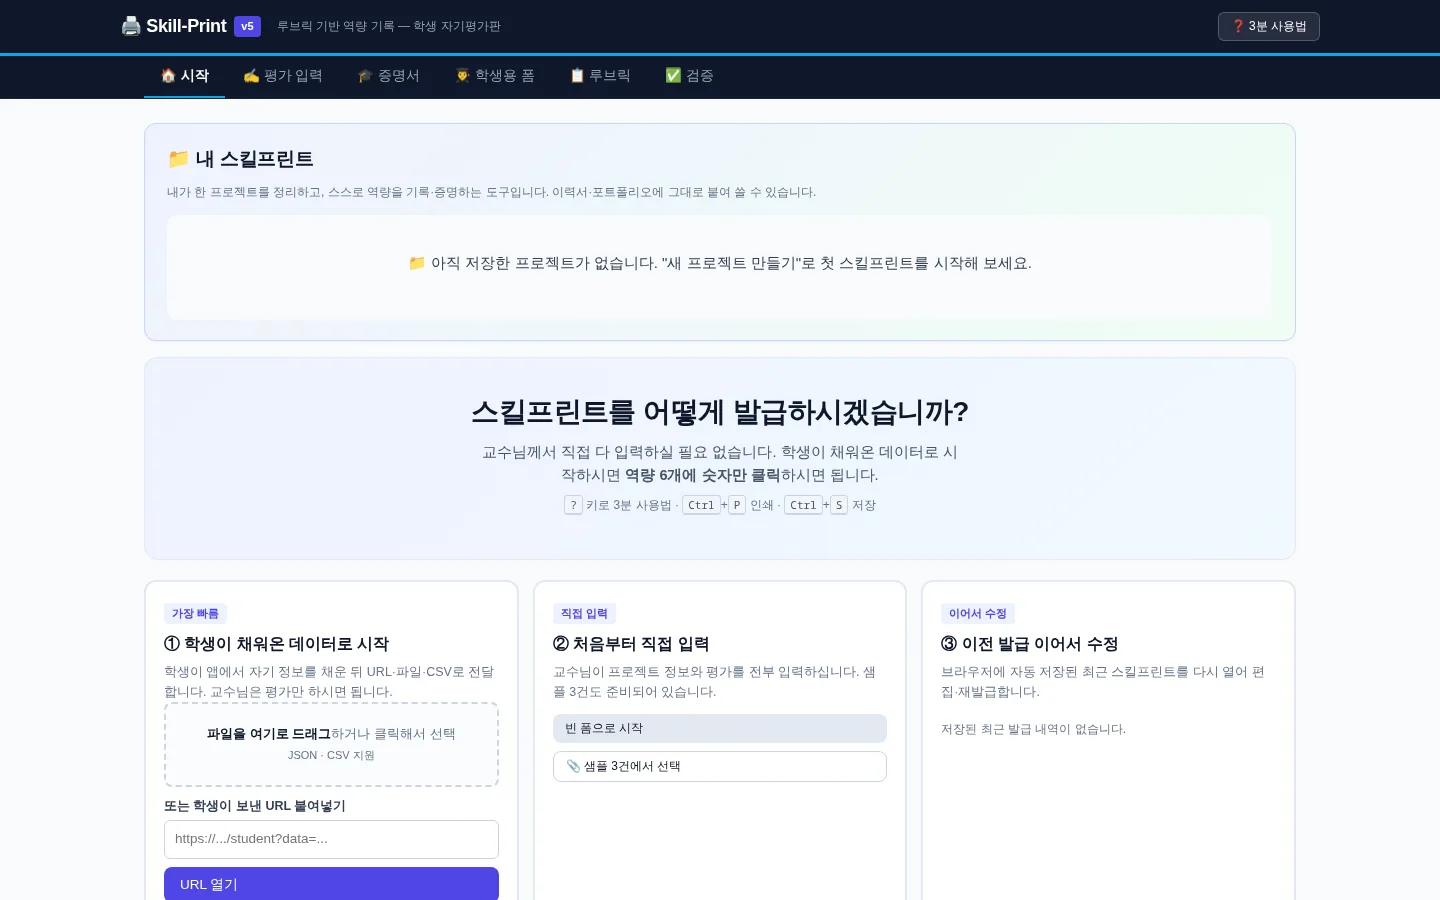 🖨️ Skill-Print v5 루브릭 기반 역량 기록 — 학생 자기평가판 ❓ 3분 사용법
🏠 시작 ✍️ 평가 입력 🎓 증명서 👨‍🎓 학생용 폼 📋 루브릭 ✅ 검증
📁 내 스킬프린트
내가 한 프로젝트를 정리하고, 스스로 역량을 기록·증명하는 도구입니다. 이력서·포트폴리오에 그대로 붙여 쓸 수 있습니다.
📁 아직 저장한 프로젝트가 없습니다. "새 프로젝트 만들기"로 첫 스킬프린트를 시작해 보세요.
스킬프린트를 어떻게 발급하시겠습니까?
교수님께서 직접 다 입력하실 필요 없습니다. 학생이 채워온 데이터로 시
작하시면 역량 6개에 숫자만 클릭하시면 됩니다.
? 키로 3분 사용법 · Ctrl+P 인쇄 · Ctrl+S 저장
가장 빠름
① 학생이 채워온 데이터로 시작
학생이 앱에서 자기 정보를 채운 뒤 URL·파일·CSV로 전달
합니다. 교수님은 평가만 하시면 됩니다.
파일을 여기로 드래그하거나 클릭해서 선택
JSON · CSV 지원
또는 학생이 보낸 URL 붙여넣기
https://.../student?data=...
URL 열기
직접 입력
② 처음부터 직접 입력
교수님이 프로젝트 정보와 평가를 전부 입력하십니다. 샘
플 3건도 준비되어 있습니다.
빈 폼으로 시작
📎 샘플 3건에서 선택
이어서 수정
③ 이전 발급 이어서 수정
브라우저에 자동 저장된 최근 스킬프린트를 다시 열어 편
집·재발급합니다.
저장된 최근 발급 내역이 없습니다.